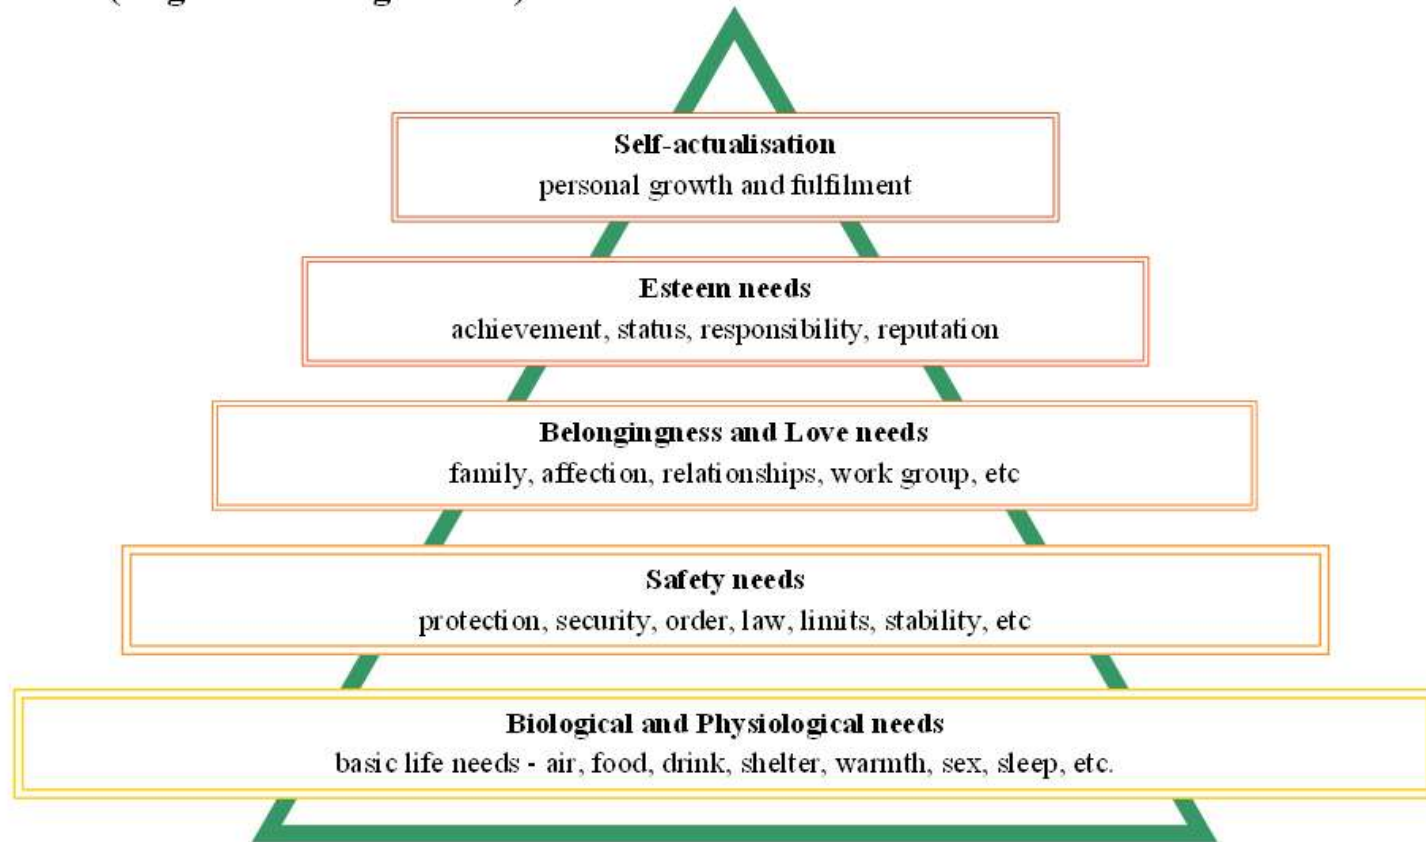 Self-actualisation
personal growth and fulfilment
Esteem needs
achievement, status, responsibility, reputation
Belongingness and Love needs
family, affection, relationships, work group, etc
Safety needs
protection, security, order, law, limits, stability, etc
Biological and Physiological needs
basic life needs - air, food, drink, shelter, warmth, sex, sleep, etc.